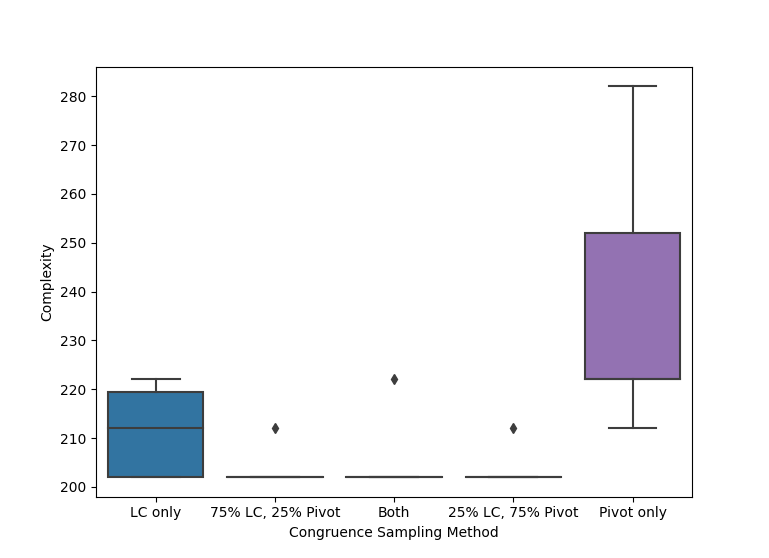 280
270
260
250
240
230
220
210
200
Complexity
LC only
75% LC, 25% Pivot
Both
25% LC, 75% Pivot
Pivot only
Congruence Sampling Method